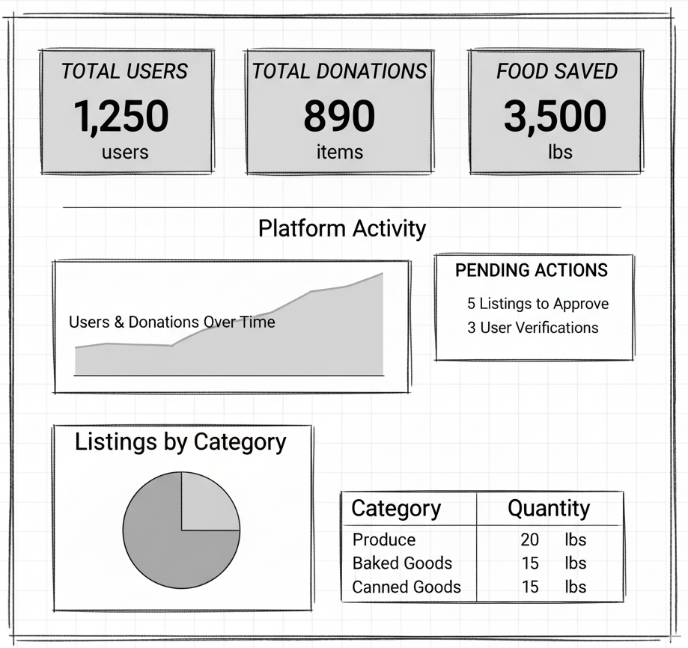 TOTAL USERS
1,250
users
TOTAL DONATIONS
890
items
FOOD SAVED
3,500
lbs
Platform Activity
Users & Donations Over Time
PENDING ACTIONS
5 Listings to Approve
3 User Verifications
Listings by Category
Category Quantity
Produce 20 lbs
Baked Goods 15 lbs
Canned Goods 15 lbs